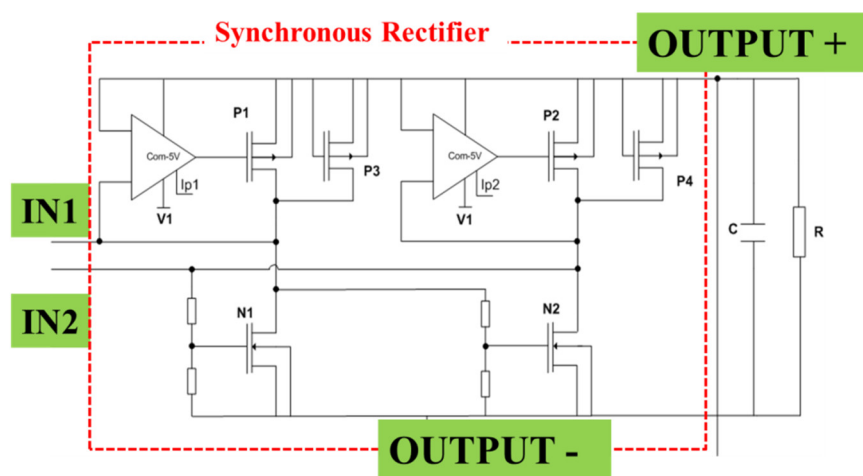 Synchronous Rectifier
OUTPUT +
P1
P2
Com-5V
P3
Com-5V
P4
Ip1
Ip2
V1
V1
IN1
C
R
IN2
N1
N2
OUTPUT -